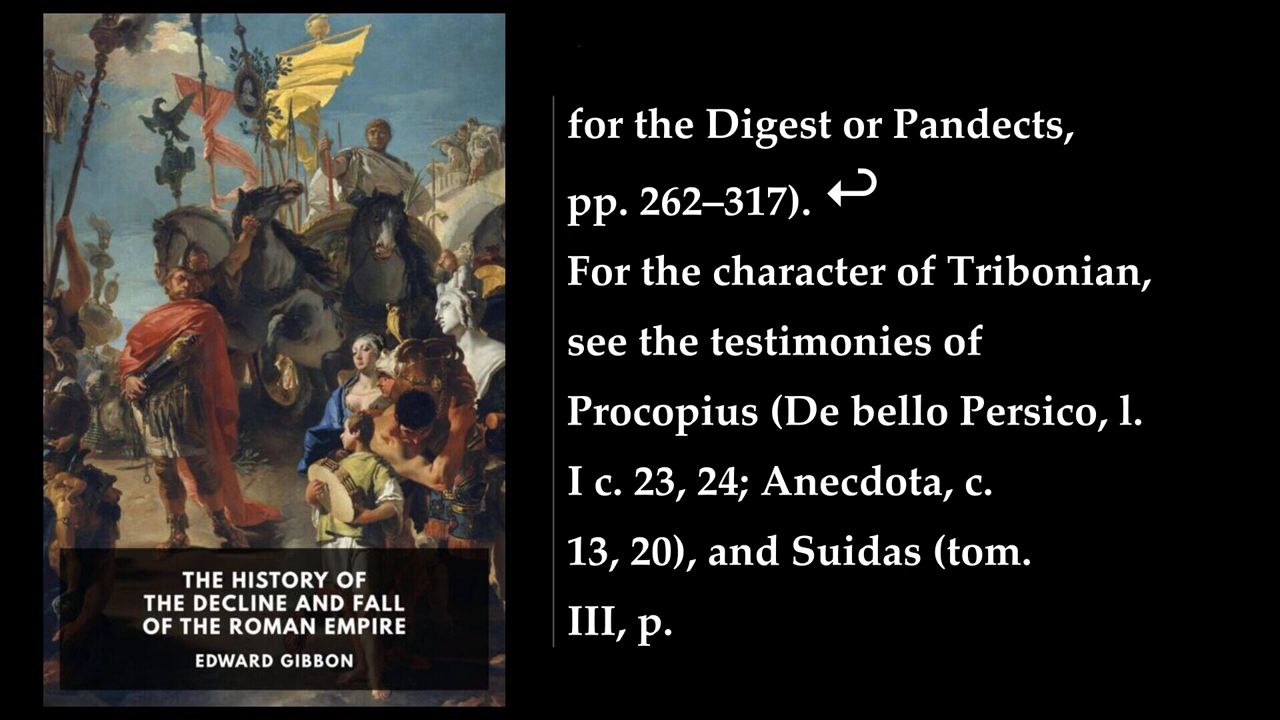 for the Digest or Pandects,
pp. 262–317). ↩
For the character of Tribonian,
see the testimonies of
Procopius (De bello Persico, l.
I c. 23, 24; Anecdota, c.
13, 20), and Suidas (tom.
III, p.
THE HISTORY OF
THE DECLINE AND FALL
OF THE ROMAN EMPIRE
EDWARD GIBBON